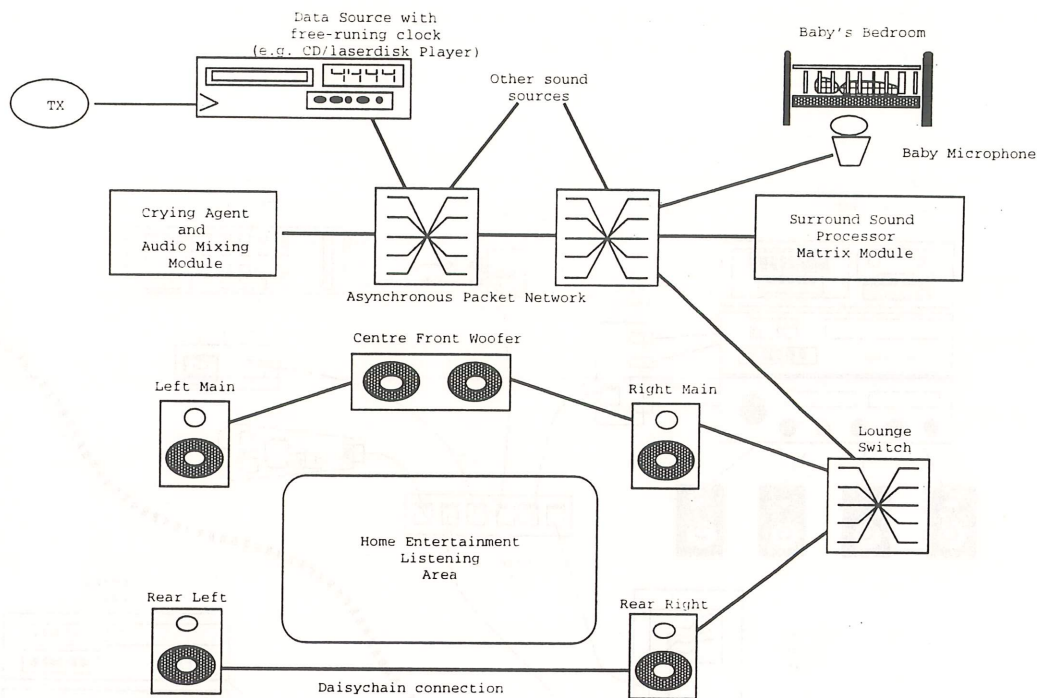 Data Source with
free-runing clock
(e.g. CD/laserdisk Player)
Baby's Bedroom
Other sound
sources
TX
Baby Microphone
Crying Agent
and
Audio Mixing
Module
Surround Sound
Processor
Matrix Module
Asynchronous Packet Network
Centre Front Woofer
Left Main
Right Main
Lounge
Switch
Home Entertainment
Listening
Area
Rear Left
Rear Right
Daisychain connection